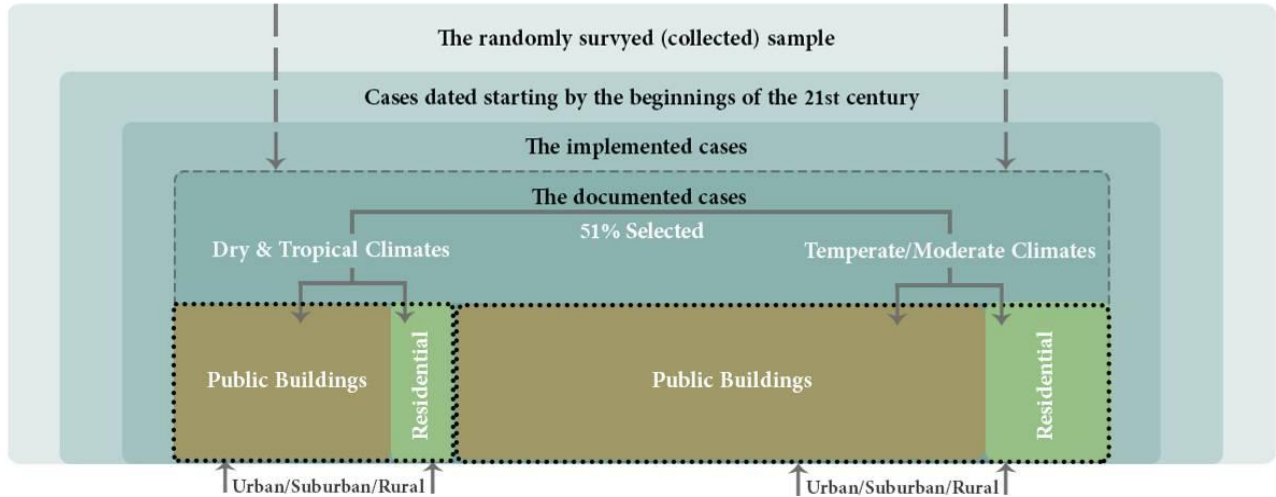 The randomly survyed (collected) sample
Cases dated starting by the beginnings of the 21st century
The implemented cases
The documented cases
51% Selected
Dry & Tropical Climates
Temperate/Moderate Climates
Public Buildings
Residential
Public Buildings
Residential
Urban/Suburban/Rural
Urban/Suburban/Rural